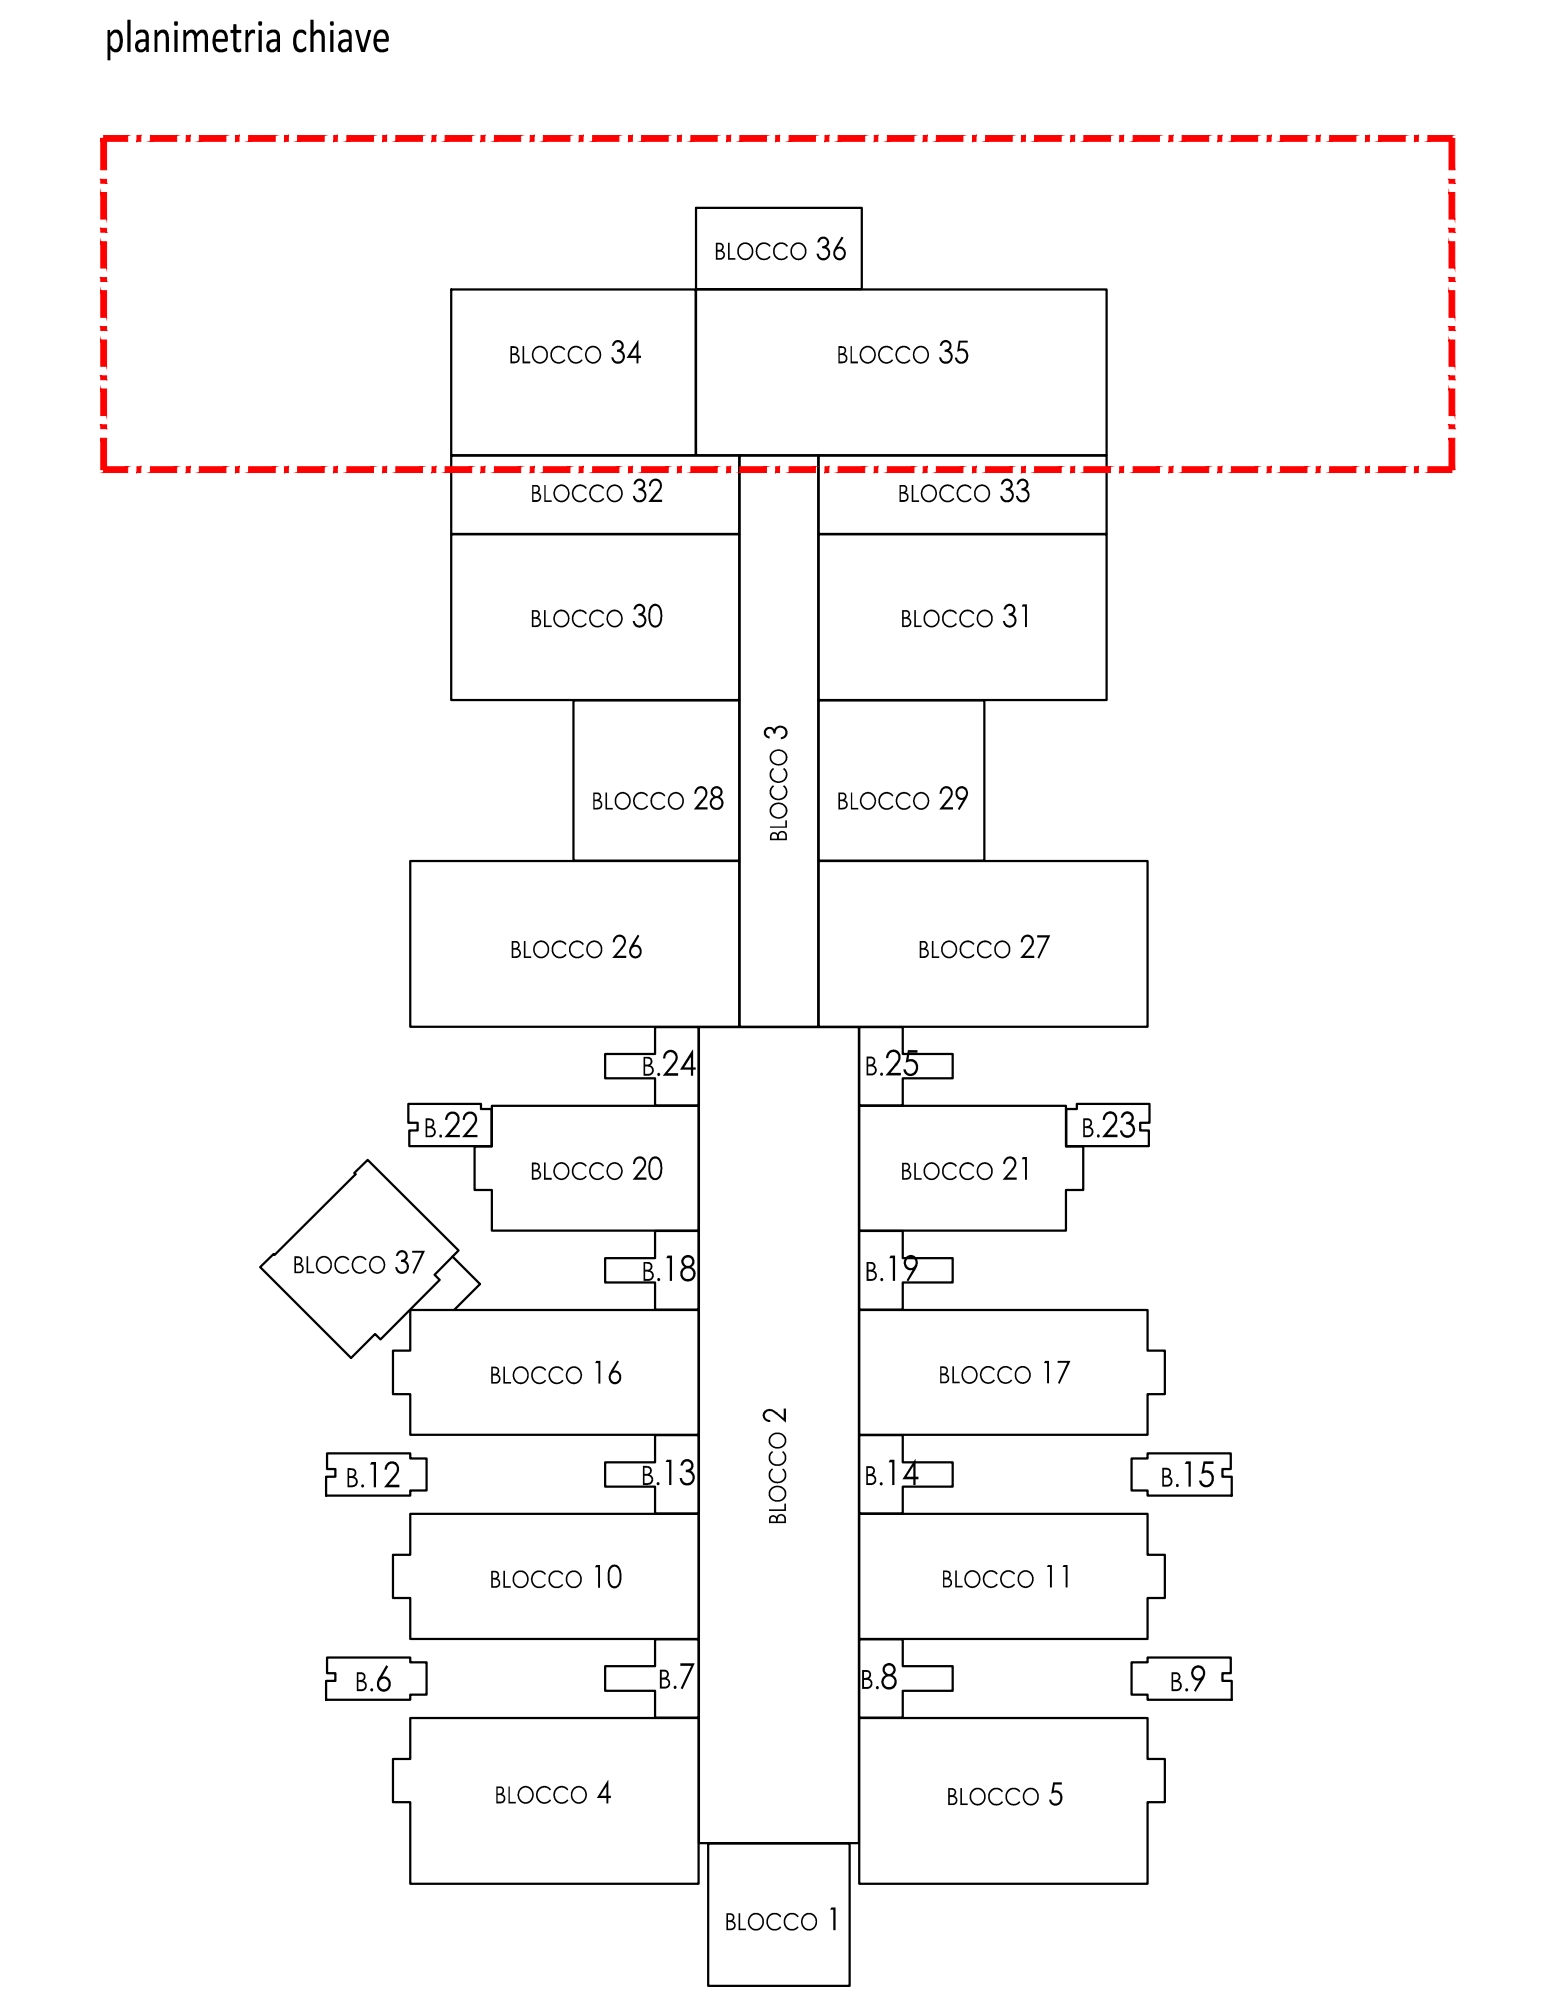 planimetria chiave
BLOCCO 36
BLOCCO 34
BLOCCO 35
BLOCCO 32
BLOCCO 33
BLOCCO 30
BLOCCO 31
BLOCCO 3
BLOCCO 28
BLOCCO 29
BLOCCO 26
BLOCCO 27
B.24
B.25
B.22
B.23
BLOCCO 20
BLOCCO 21
BLOCCO 37
B.18
B.19
BLOCCO 16
BLOCCO 17
BLOCCO 2
B.12
B.13
B.14
B.15
BLOCCO 10
BLOCCO 11
B.6
B.7
B.8
B.9
BLOCCO 4
BLOCCO 5
BLOCCO 1